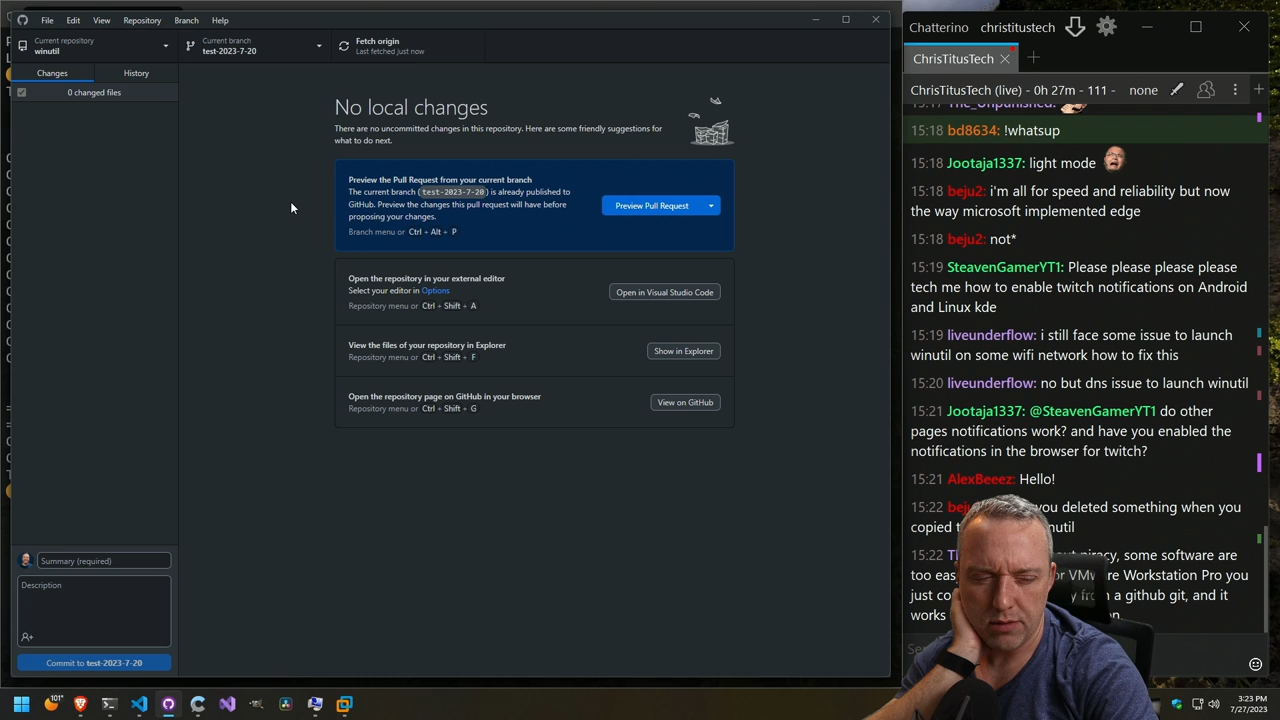 File Edit View Repository Branch Help
Current repository
winutil
Current branch
test-2023-7-20
Fetch origin
Last fetched just now
Changes
History
0 changed files
No local changes
There are no uncommitted changes in this repository. Here are some friendly suggestions for
what to do next.
Preview the Pull Request from your current branch
The current branch ( test-2023-7-20 ) is already published to
GitHub. Preview the changes this pull request will have before
proposing your changes.
Branch menu or Ctrl + Alt + P
Preview Pull Request
Open the repository in your external editor
Select your editor in Options
Repository menu or Ctrl + Shift + A
Open in Visual Studio Code
View the files of your repository in Explorer
Repository menu or Ctrl + Shift + F
Show in Explorer
Open the repository page on GitHub in your browser
Repository menu or Ctrl + Shift + G
View on GitHub
Summary (required)
Description
Commit to test-2023-7-20
Chatterino christitustech
ChrisTitusTech
ChrisTitusTech (live) - 0h 27m - 111 - none
15:17 The_Unpunished:
15:18 bd8634: !whatsup
15:18 Jootaja1337: light mode
15:18 beju2: i'm all for speed and reliability but now
the way microsoft implemented edge
15:18 beju2: not*
15:19 SteavenGamerYT1: Please please please please
tech me how to enable twitch notifications on Android
and Linux kde
15:19 liveunderflow: i still face some issue to launch
winutil on some wifi network how to fix this
15:20 liveunderflow: no but dns issue to launch winutil
15:21 Jootaja1337: @SteavenGamerYT1 do other
pages notifications work? and have you enabled the
notifications in the browser for twitch?
15:21 AlexBeeez: Hello!
15:22 you deleted something when you
copied
15:22 piracy, some software are
too Workstation Pro you
just from a github git, and it
works
101°
3:23 PM
7/27/2023